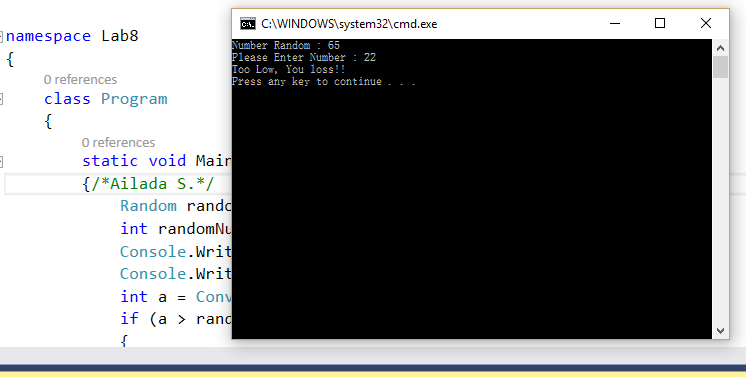 C:\WINDOWS\system32\cmd.exe
Number Random : 65
Please Enter Number : 22
Too Low, You loss!!
Press any key to continue . . .
namespace Lab8
{
0 references
class Program
{
0 references
static void Main
{/*Ailada S.*/
Random rando
int randomNu
Console.Writ
Console.Writ
int a = Conv
if (a > rand
{